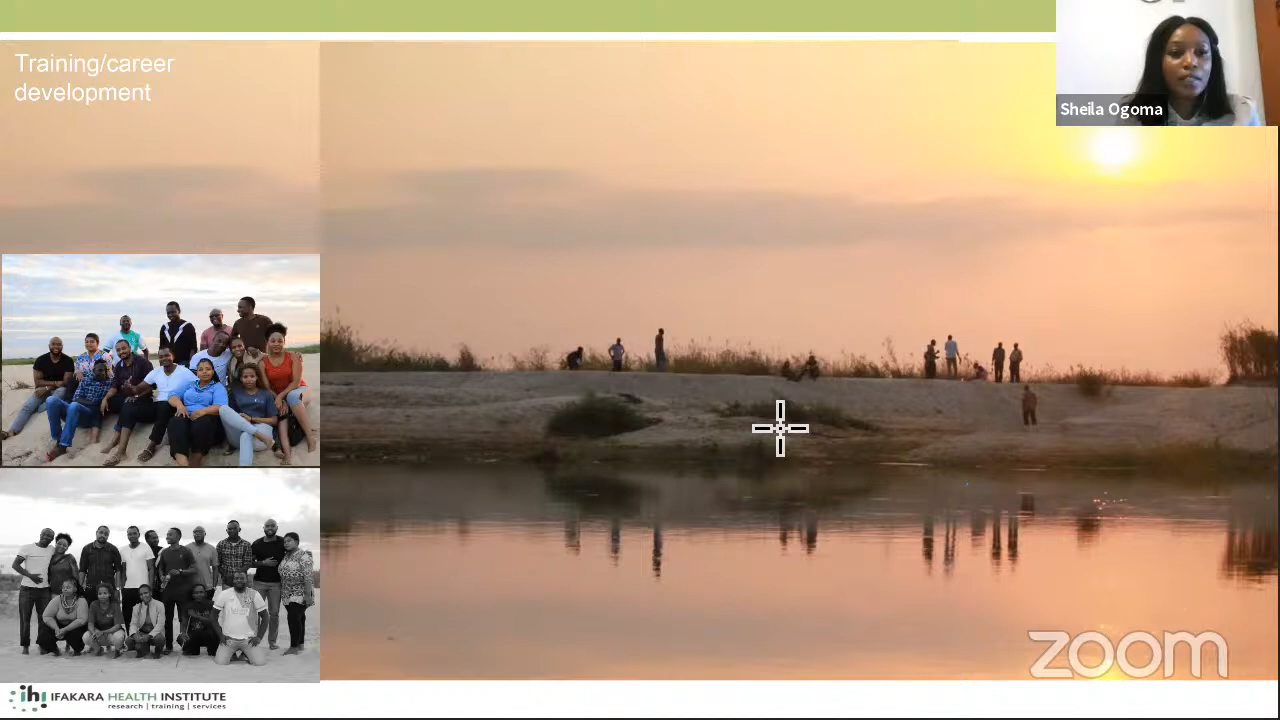 Training/career
development
Sheila Ogoma
zoom
ihi IFAKARA HEALTH INSTITUTE
research | training | services